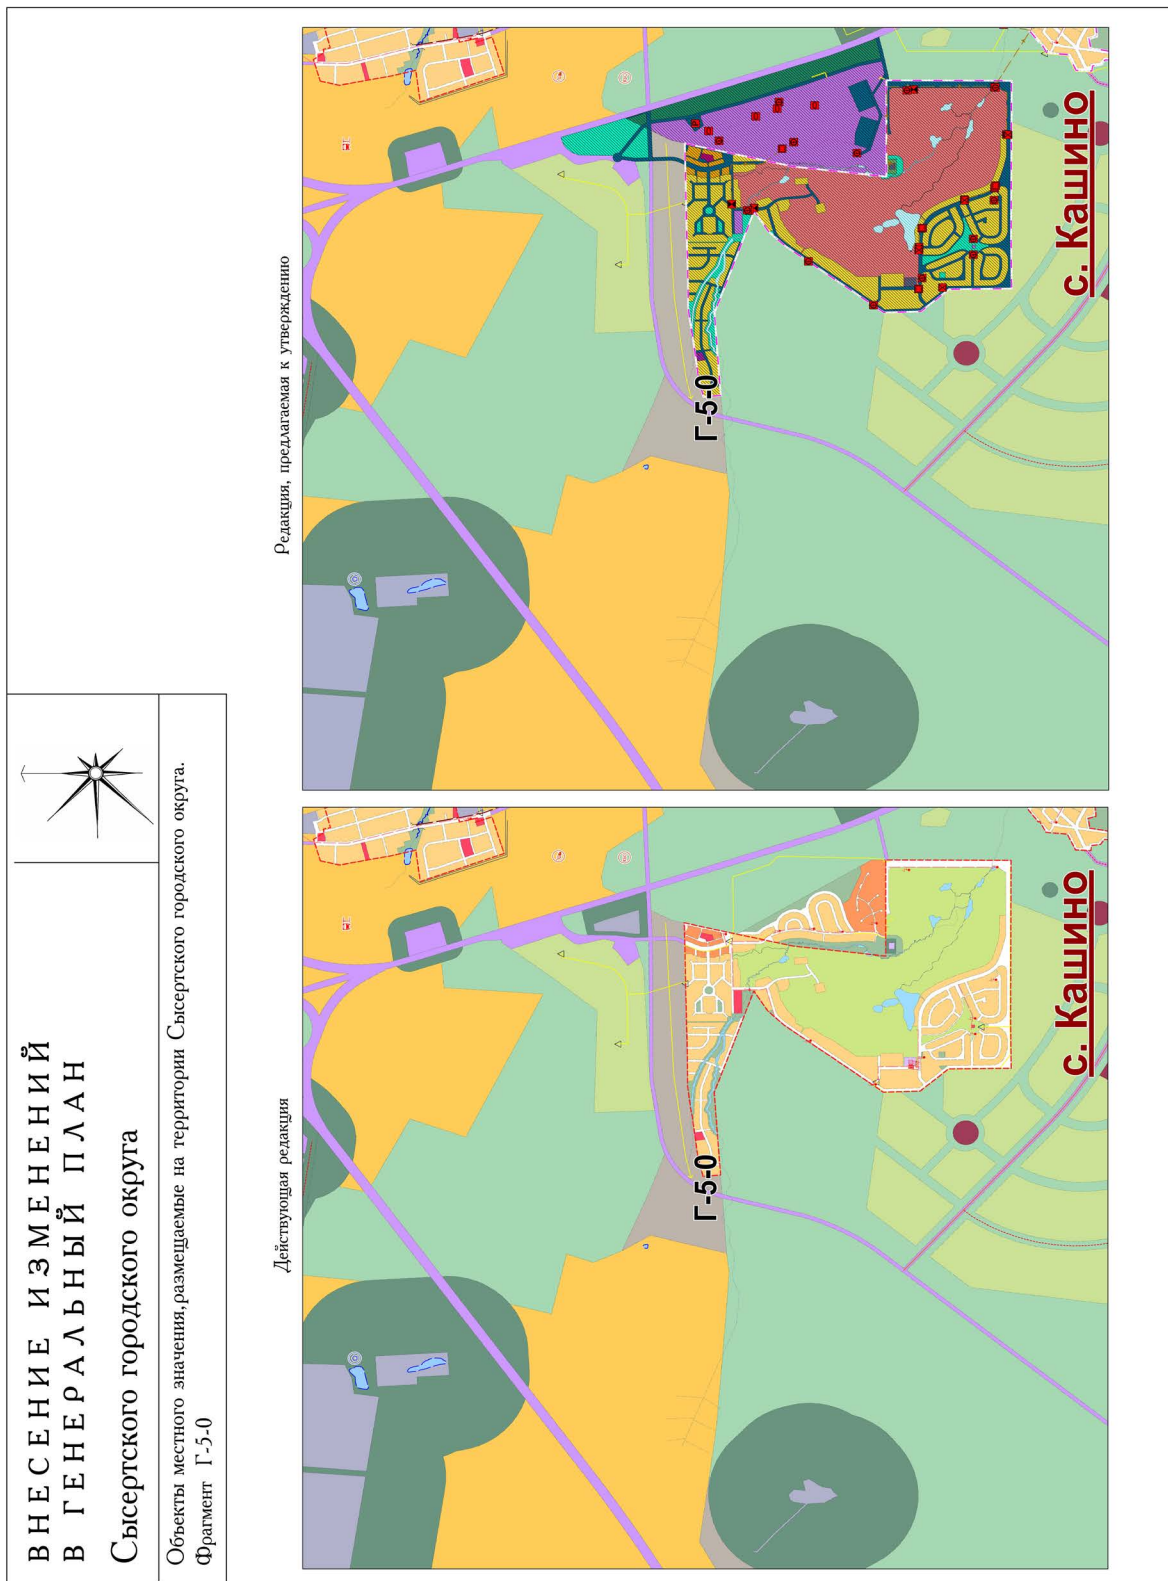 ВНЕСЕНИЕ ИЗМЕНЕНИЙ
В ГЕНЕРАЛЬНЫЙ ПЛАН
Сысертского городского округа
Объекты местного значения,размещаемые на территории Сысертского городского округа.
Фрагмент Г-5-0
Действующая редакция
Г-5-0
с. Кашино
Редакция, предлагаемая к утверждению
Г-5-0
с. Кашино